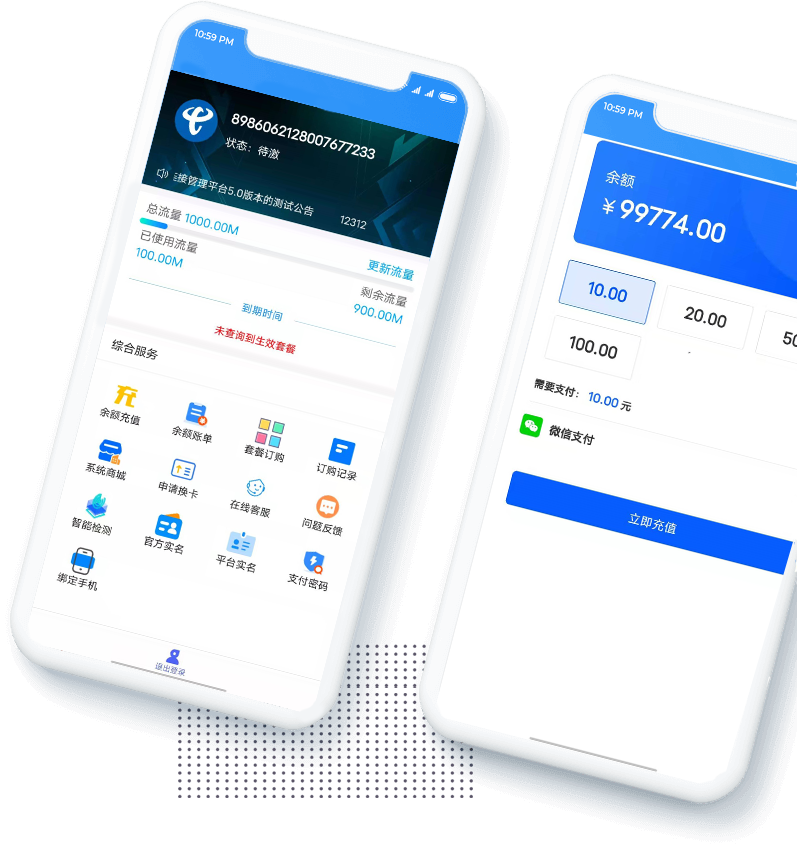 10:59 PM
8986062128007677233
状态：待激
接管理平台5.0版本的测试公告 12312
总流量 1000.00M
更新流量
已使用流量
100.00M
剩余流量
900.00M
到期时间
未查询到生效套餐
综合服务
余额充值
余额账单
套餐订购
订购记录
系统商城
申请换卡
在线客服
问题反馈
智能检测
官方实名
平台实名
支付密码
绑定手机
退出登录
10:59 PM
余额
￥99774.00
10.00
20.00
50
100.00
需要支付： 10.00 元
微信支付
立即充值